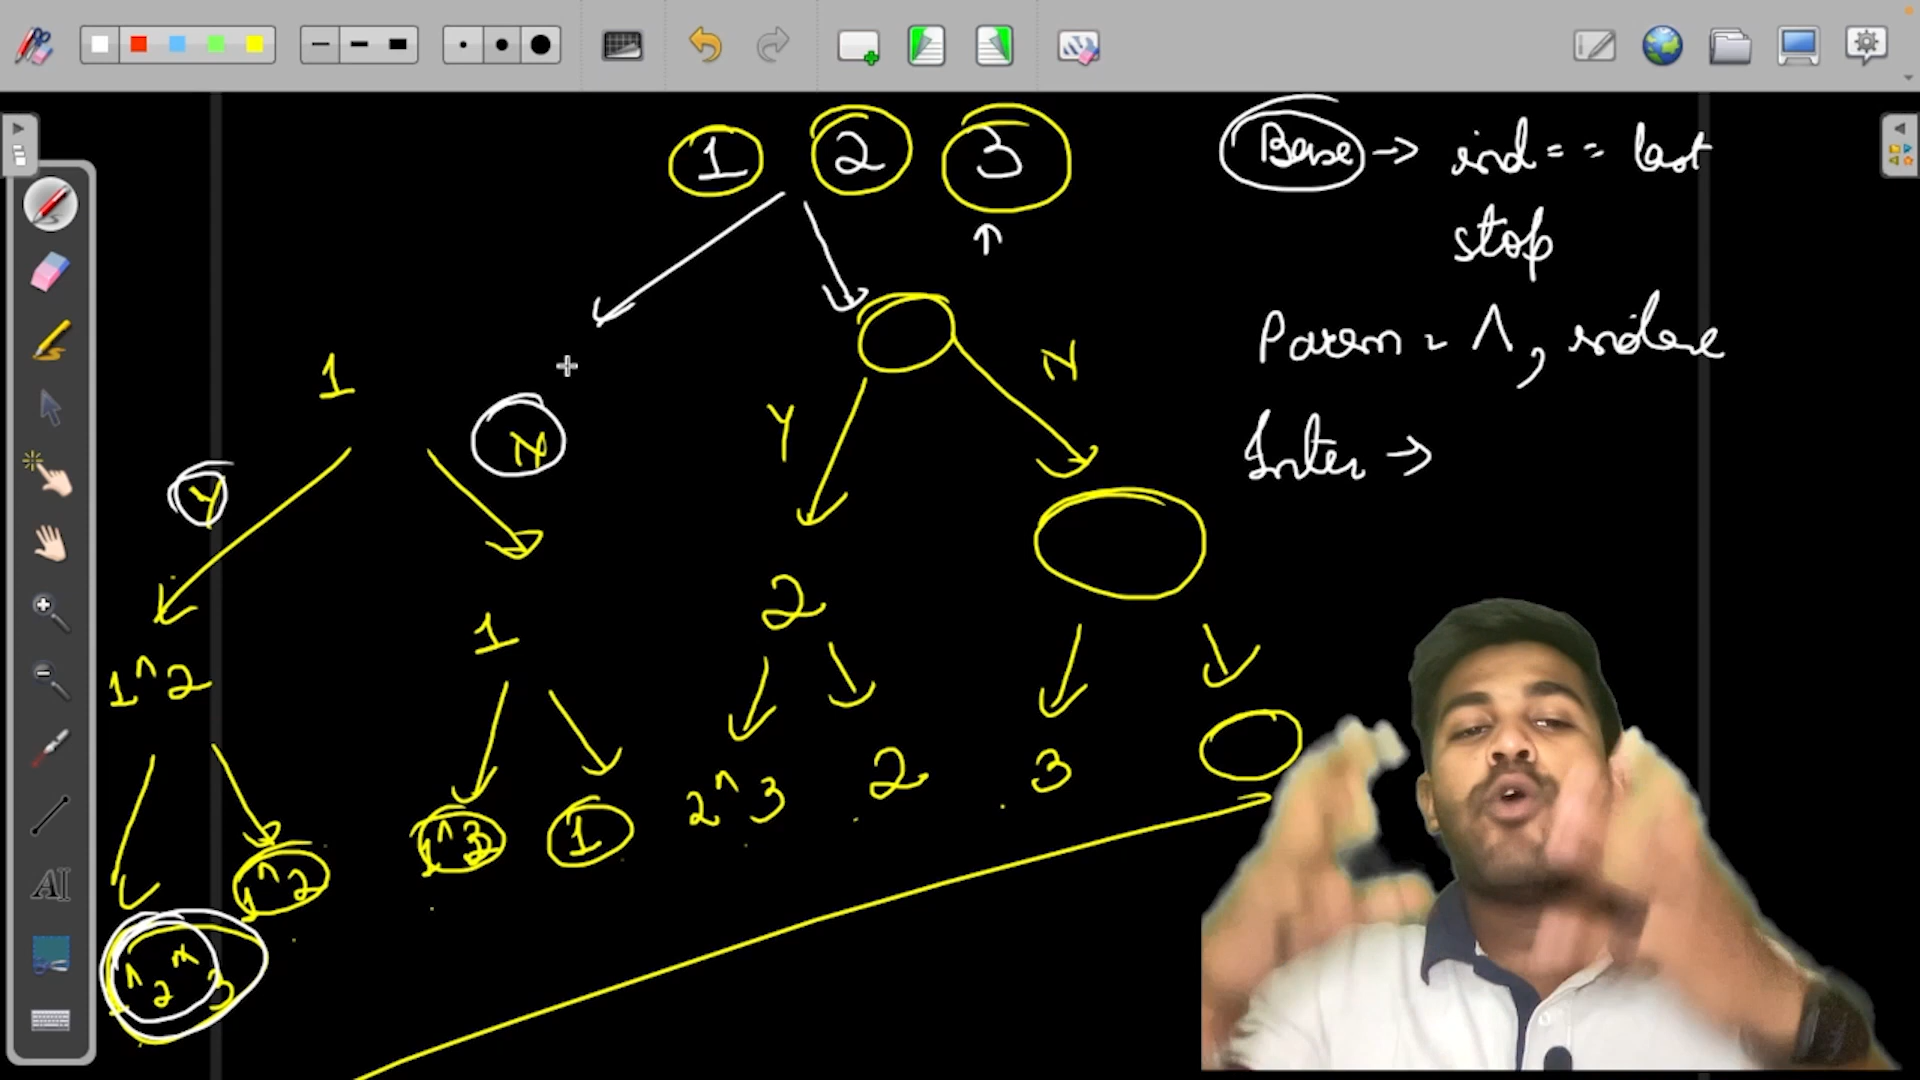 1 2 3
Base → ind == last
stop
↑
Param = ^, index
1
N
Y
N
Inter →
Y
2
1
1^2
2^3
2
3
1^3
1
1^2
1^2^3
AI